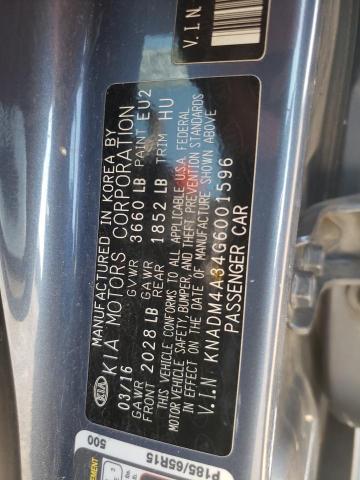 MANUFACTURED IN KOREA BY
KIA MOTORS CORPORATION
03/16 GVWR 3660 LB PAINT EU2
GAWR FRONT 2028 LB GAWR REAR 1852 LB TRIM HU
THIS VEHICLE CONFORMS TO ALL APPLICABLE U.S.A. FEDERAL
MOTOR VEHICLE SAFETY, BUMPER, AND THEFT PREVENTION STANDARDS
IN EFFECT ON THE DATE OF MANUFACTURE SHOWN ABOVE
V.I.N. KNADM4A34G6001596
PASSENGER CAR
KIA
V.I.N.
500
P185/65R15